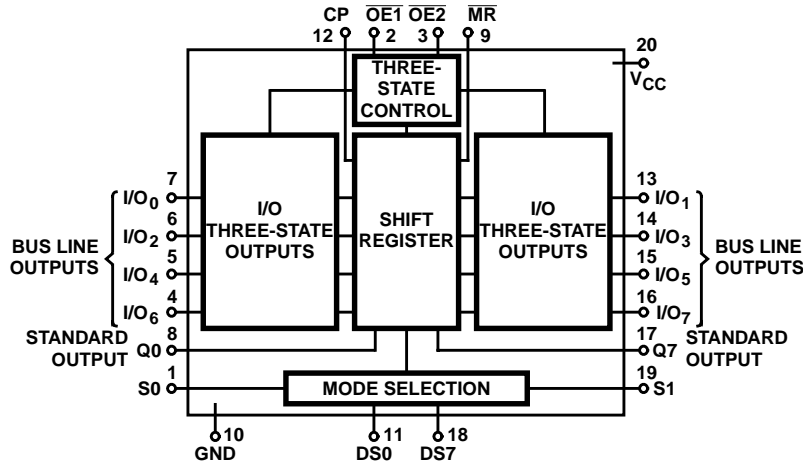 CP OE1 OE2 MR
12 2 3 9
20
VCC
THREE-
STATE
CONTROL
7
I/O0
6
I/O2
5
I/O4
4
I/O6
BUS LINE
OUTPUTS
I/O
THREE-STATE
OUTPUTS
SHIFT
REGISTER
I/O
THREE-STATE
OUTPUTS
13
I/O1
14
I/O3
15
I/O5
16
I/O7
BUS LINE
OUTPUTS
STANDARD
OUTPUT
8
Q0
17
Q7
STANDARD
OUTPUT
1
S0
MODE SELECTION
19
S1
10
GND
11
DS0
18
DS7